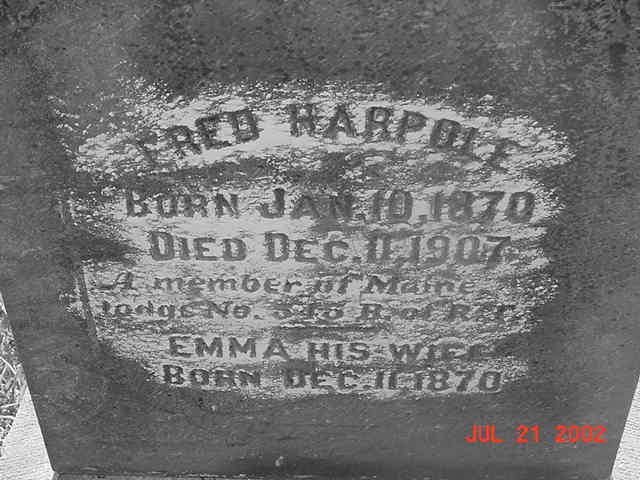 FRED HARPOLE
BORN JAN. 10, 1870
DIED DEC. 11, 1907
A member of Maine
lodge No. B. of R.T.
EMMA HIS WIFE
BORN DEC. 11, 1870
JUL 21 2002